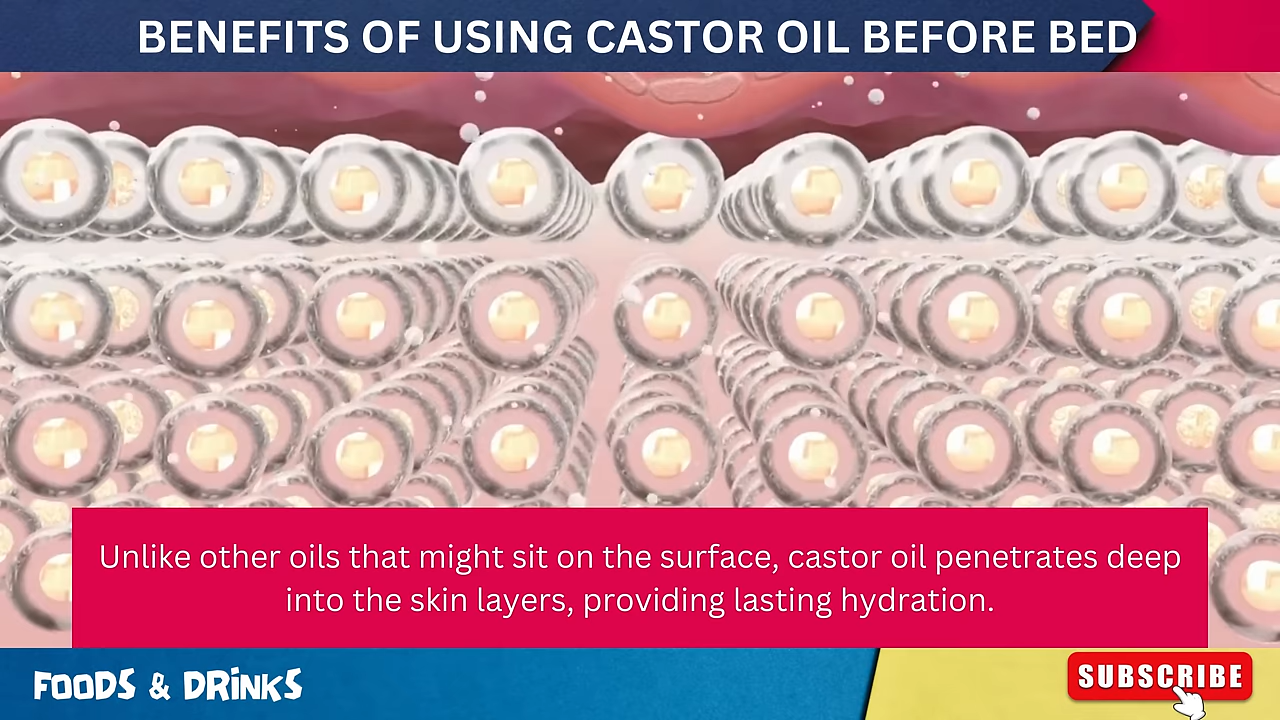 BENEFITS OF USING CASTOR OIL BEFORE BED
Unlike other oils that might sit on the surface, castor oil penetrates deep
into the skin layers, providing lasting hydration.
FOODS & DRiNKS
SUBSCRIBE